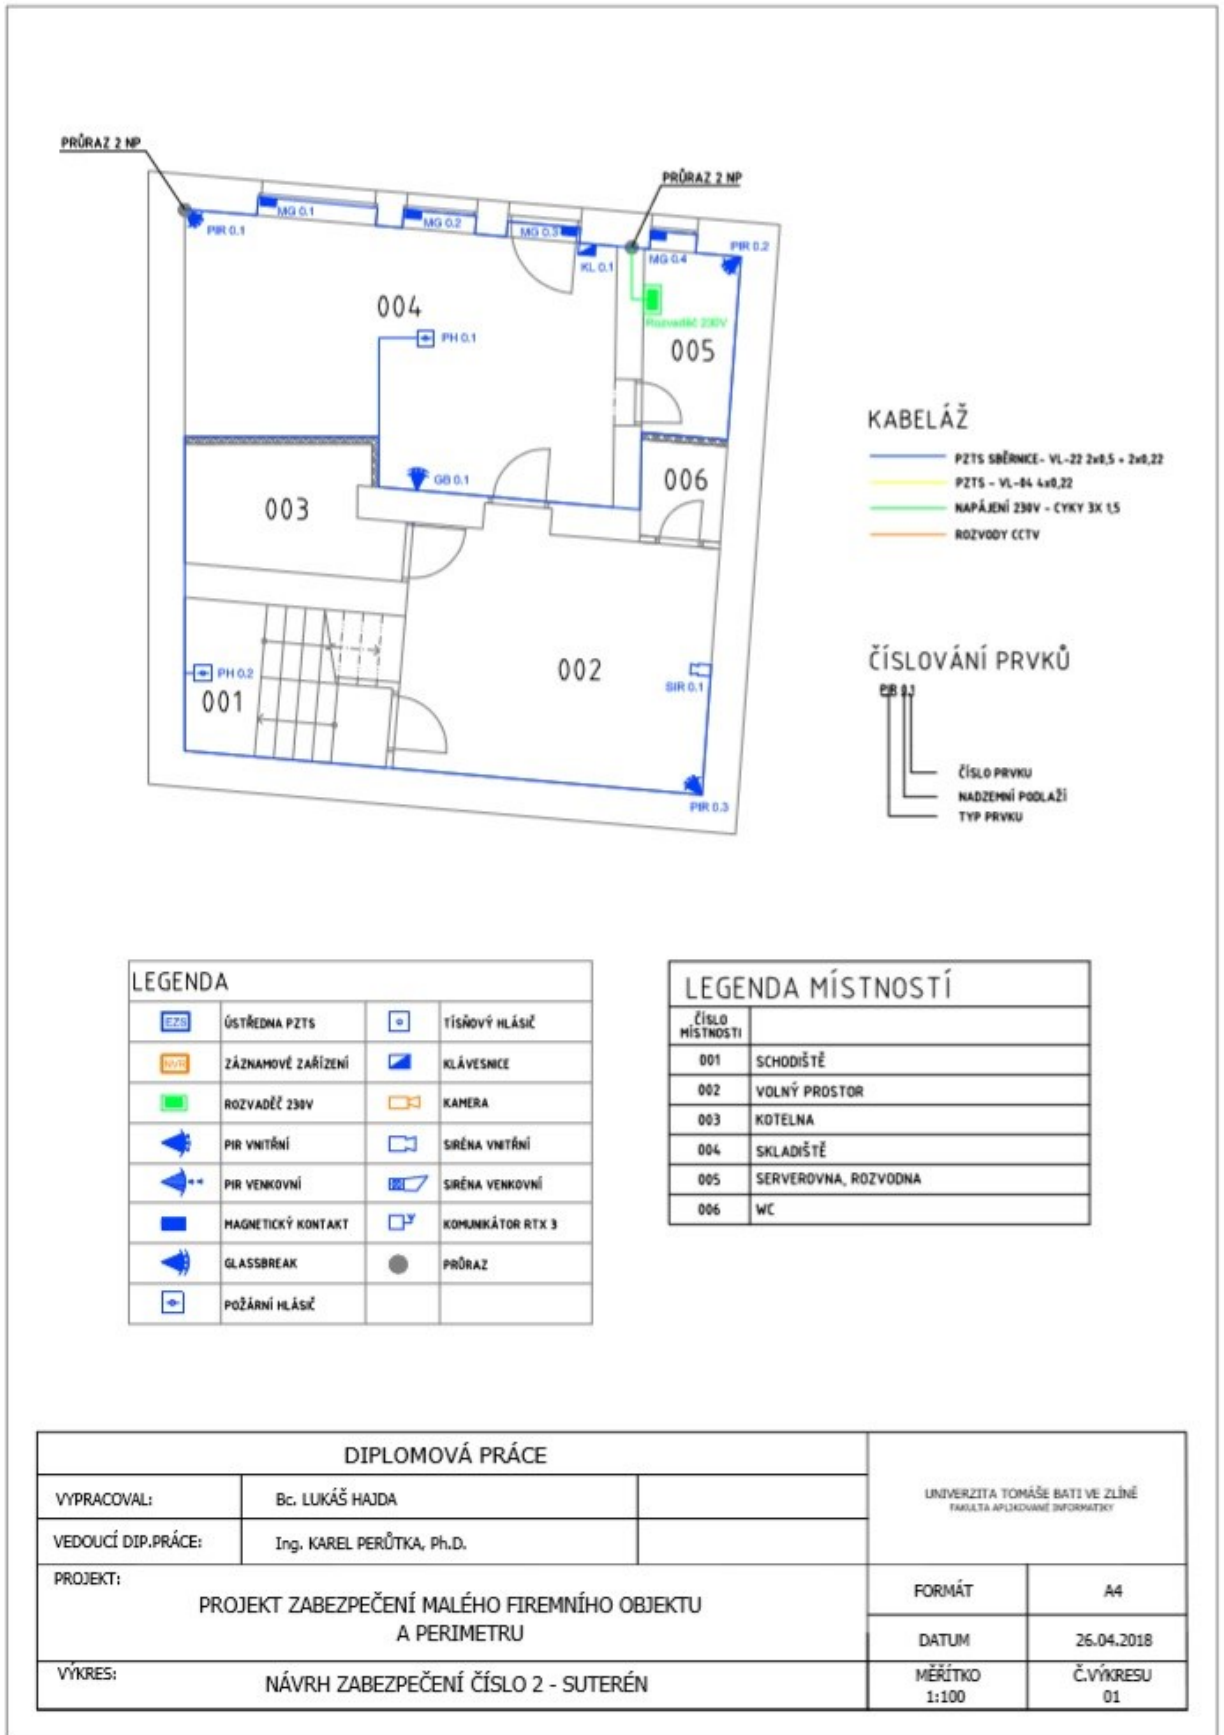 PRŮRAZ 2 NP
PRŮRAZ 2 NP
MG 0.1
PIR 0.1
MG 0.2
MG 0.3
KL 0.1
MG 0.4
PIR 0.2
004
PH 0.1
Rozvaděč 230V
005
GB 0.1
006
003
PH 0.2
001
002
SIR 0.1
PIR 0.3
KABELÁŽ
PZTS SBĚRNICE- VL-22 2x0,5 + 2x0,22
PZTS - VL-04 4x0,22
NAPÁJENÍ 230V - CYKY 3X 1,5
ROZVODY CCTV
ČÍSLOVÁNÍ PRVKŮ
PIR 0.1
ČÍSLO PRVKU
NADZEMNÍ PODLAŽÍ
TYP PRVKU
LEGENDA
EZS ÚSTŘEDNA PZTS TÍSŇOVÝ HLÁSIČ
NVR ZÁZNAMOVÉ ZAŘÍZENÍ KLÁVESNICE
ROZVADĚČ 230V KAMERA
PIR VNITŘNÍ SIRÉNA VNITŘNÍ
PIR VENKOVNÍ SIRÉNA VENKOVNÍ
MAGNETICKÝ KONTAKT KOMUNIKÁTOR RTX 3
GLASSBREAK PRŮRAZ
POŽÁRNÍ HLÁSIČ
LEGENDA MÍSTNOSTÍ
ČÍSLO
MÍSTNOSTI
001 SCHODIŠTĚ
002 VOLNÝ PROSTOR
003 KOTELNA
004 SKLADIŠTĚ
005 SERVEROVNA, ROZVODNA
006 WC
DIPLOMOVÁ PRÁCE
VYPRACOVAL: Bc. LUKÁŠ HAJDA
VEDOUCÍ DIP.PRÁCE: Ing. KAREL PERŮTKA, Ph.D.
UNIVERZITA TOMÁŠE BATI VE ZLÍNĚ
FAKULTA APLIKOVANÉ INFORMATIKY
PROJEKT:
PROJEKT ZABEZPEČENÍ MALÉHO FIREMNÍHO OBJEKTU
A PERIMETRU
FORMÁT A4
DATUM 26.04.2018
VÝKRES: NÁVRH ZABEZPEČENÍ ČÍSLO 2 - SUTERÉN
MĚŘÍTKO
1:100
Č.VÝKRESU
01